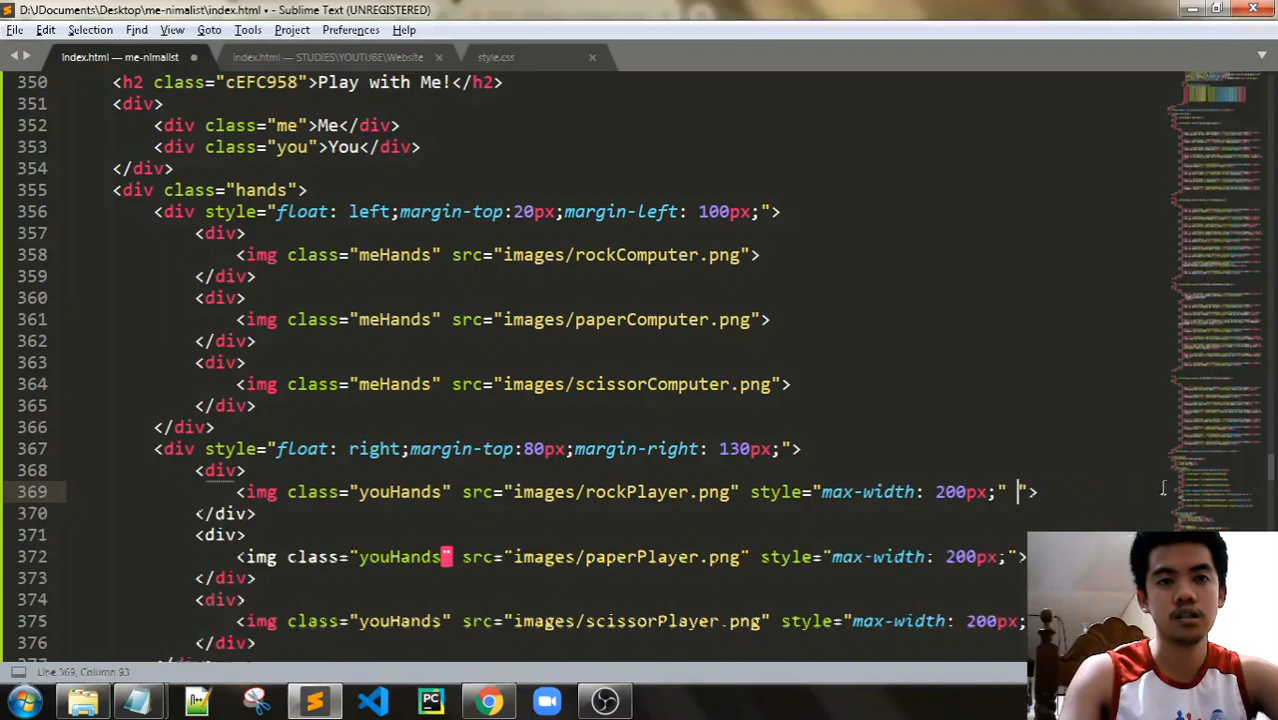 D:\JDocuments\Desktop\me-nimalist\index.html • - Sublime Text (UNREGISTERED)
File Edit Selection Find View Goto Tools Project Preferences Help
index.html — me-nimalist
index.html — STUDIES\YOUTUBE\Website
style.css
350 <h2 class="cEFC958">Play with Me!</h2>
351 <div>
352 <div class="me">Me</div>
353 <div class="you">You</div>
354 </div>
355 <div class="hands">
356 <div style="float: left;margin-top:20px;margin-left: 100px;">
357 <div>
358 <img class="meHands" src="images/rockComputer.png">
359 </div>
360 <div>
361 <img class="meHands" src="images/paperComputer.png">
362 </div>
363 <div>
364 <img class="meHands" src="images/scissorComputer.png">
365 </div>
366 </div>
367 <div style="float: right;margin-top:80px;margin-right: 130px;">
368 <div>
369 <img class="youHands" src="images/rockPlayer.png" style="max-width: 200px;" ">
370 </div>
371 <div>
372 <img class="youHands" src="images/paperPlayer.png" style="max-width: 200px;">
373 </div>
374 <div>
375 <img class="youHands" src="images/scissorPlayer.png" style="max-width: 200px;
376 </div>
Line 369, Column 93